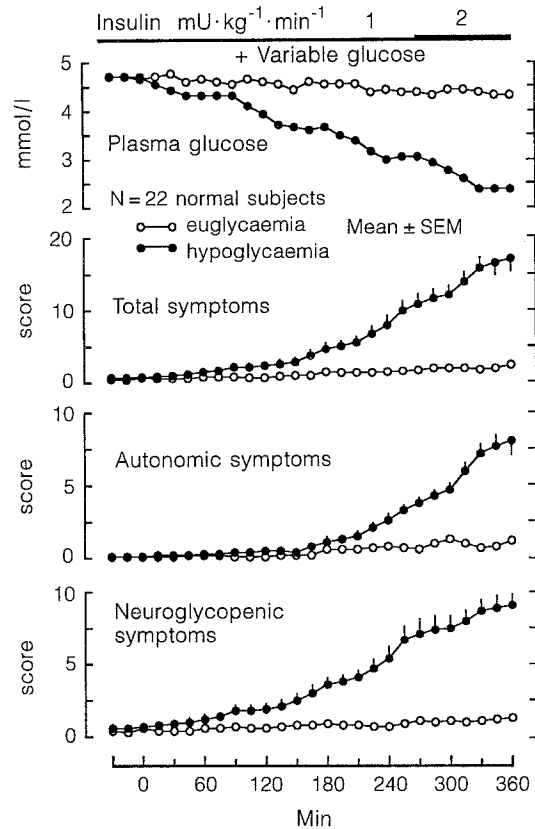 Insulin mU·kg⁻¹·min⁻¹ 1 2
+ Variable glucose
5
4
3
2
mmol/l
Plasma glucose
N = 22 normal subjects
euglycaemia
hypoglycaemia
Mean ± SEM
20
10
0
score
Total symptoms
10
5
0
score
Autonomic symptoms
10
5
0
score
Neuroglycopenic
symptoms
0 60 120 180 240 300 360
Min